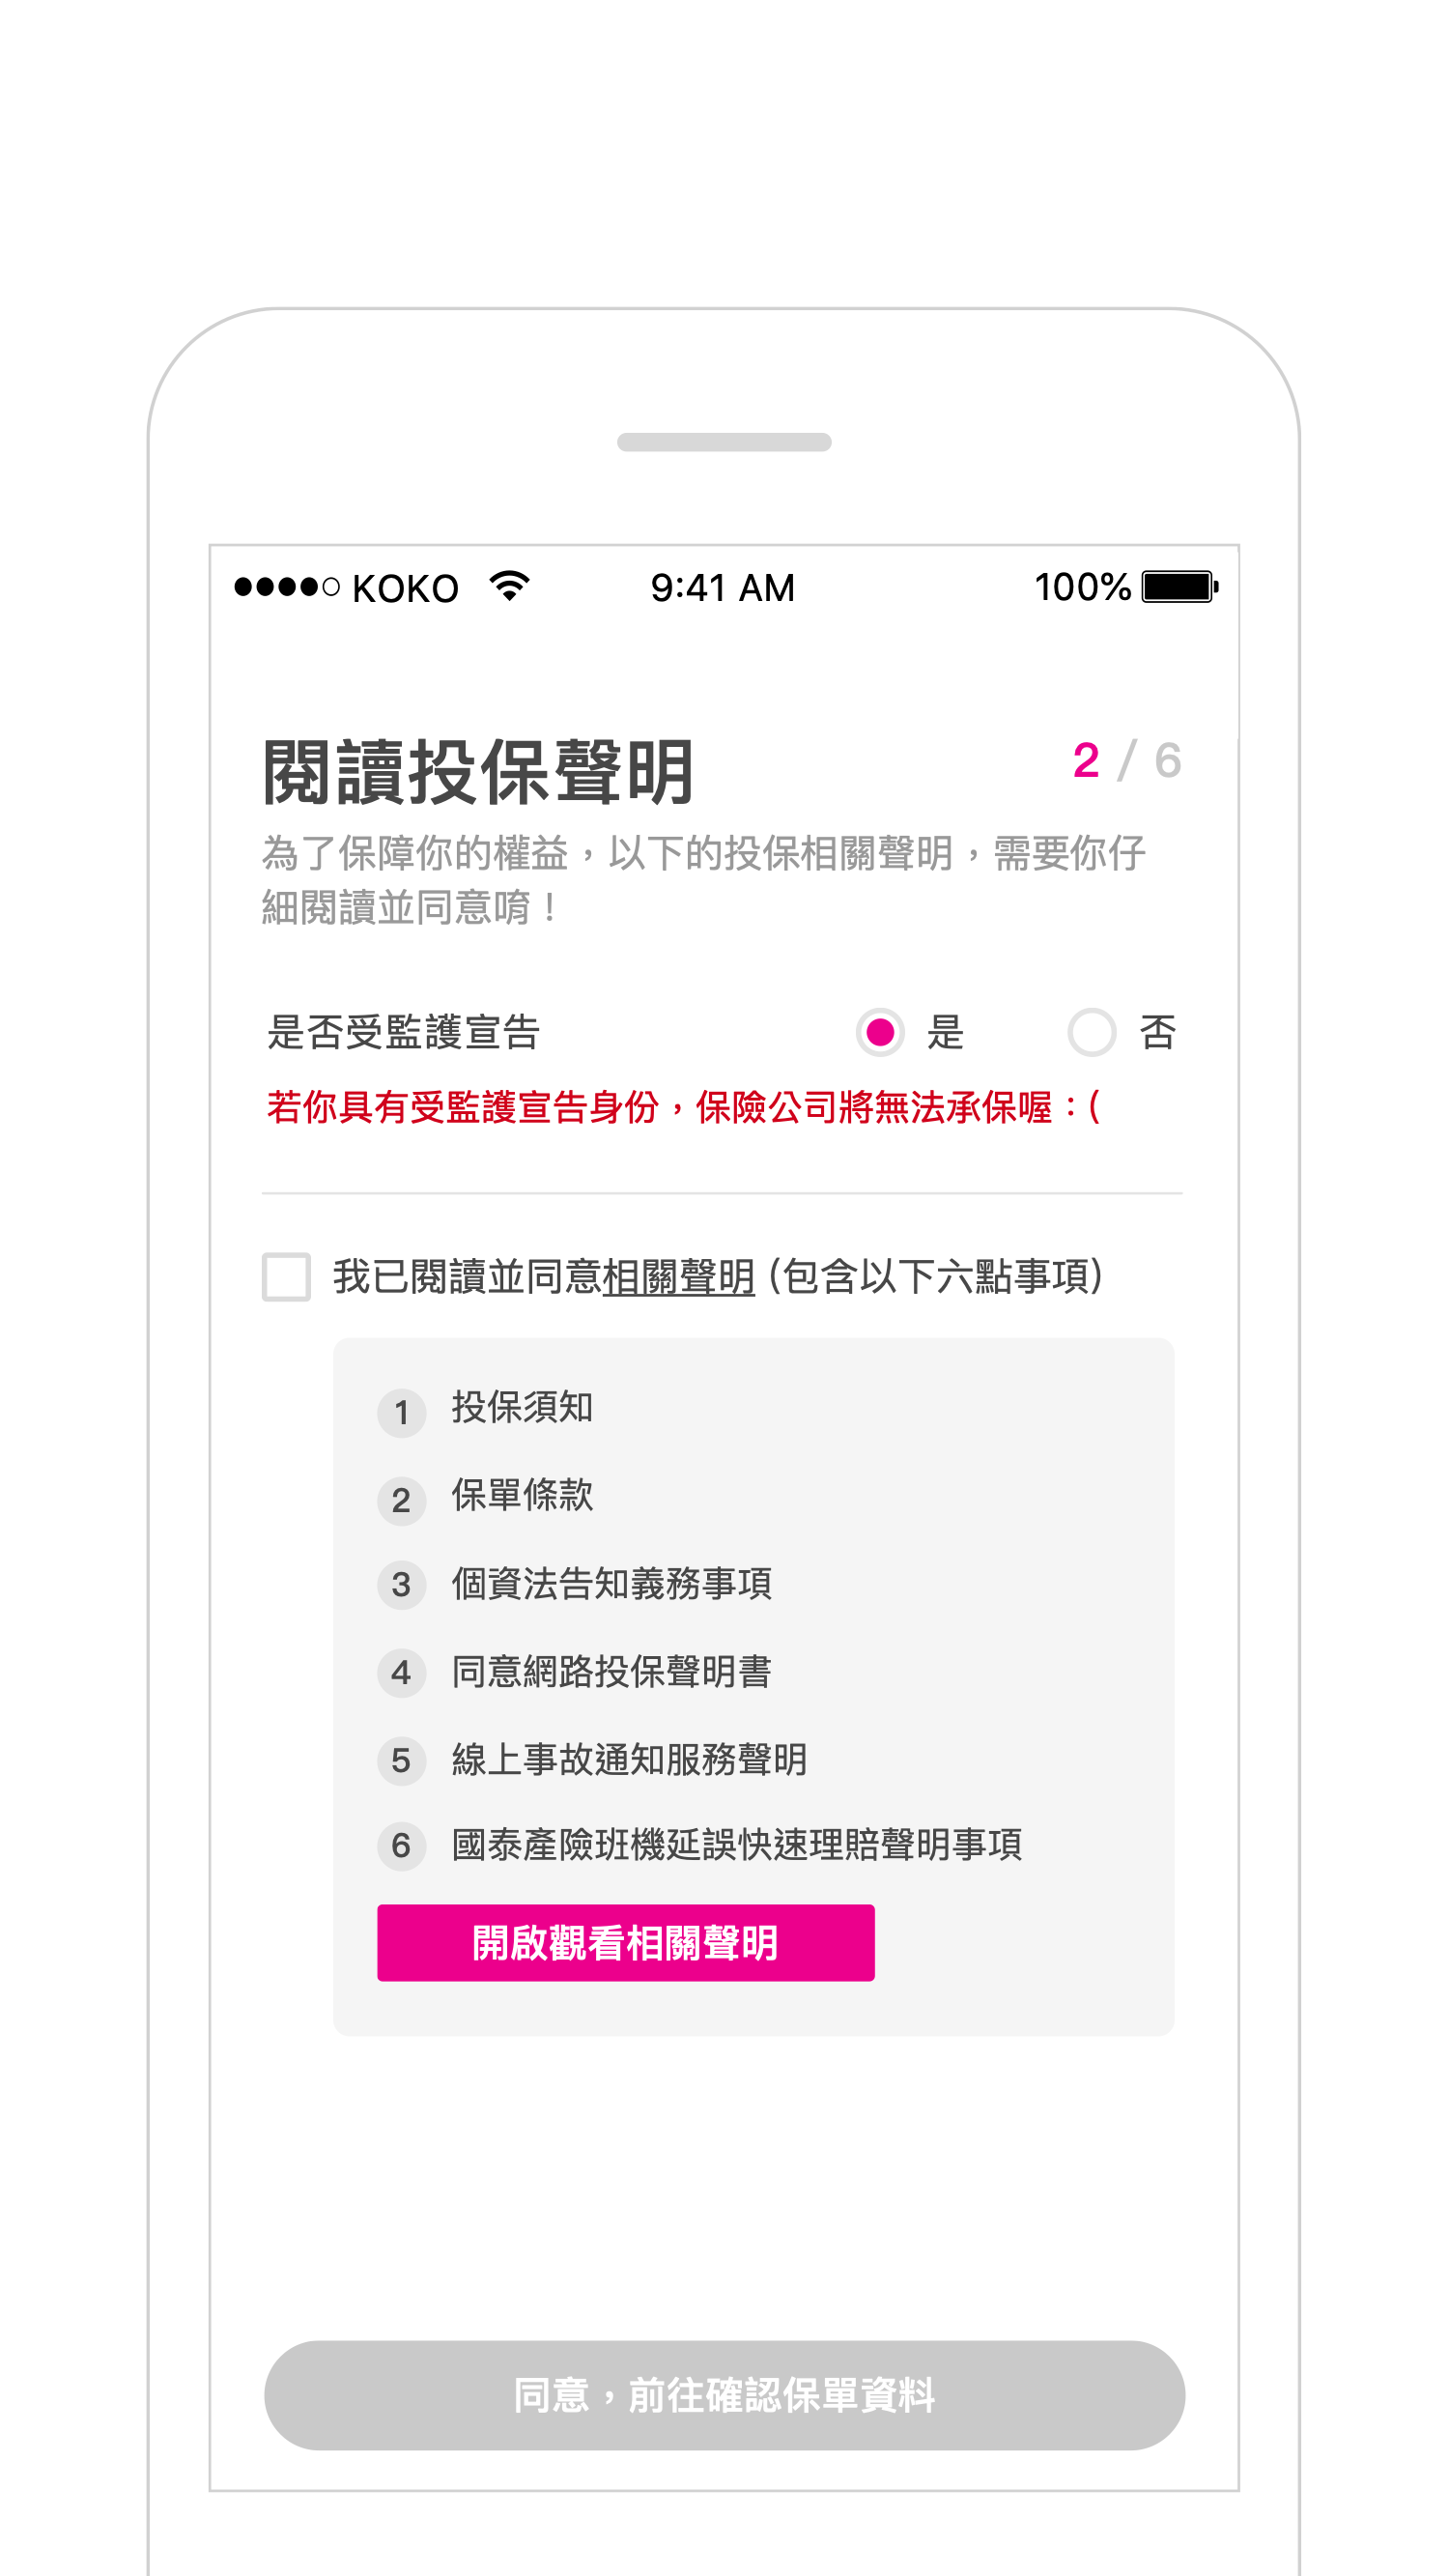 KOKO 9:41 AM 100%
閱讀投保聲明 2 / 6
為了保障你的權益，以下的投保相關聲明，需要你仔
細閱讀並同意唷！
是否受監護宣告 是 否
若你具有受監護宣告身份，保險公司將無法承保喔：(
我已閱讀並同意相關聲明 (包含以下六點事項)
1 投保須知
2 保單條款
3 個資法告知義務事項
4 同意網路投保聲明書
5 線上事故通知服務聲明
6 國泰產險班機延誤快速理賠聲明事項
開啟觀看相關聲明
同意，前往確認保單資料